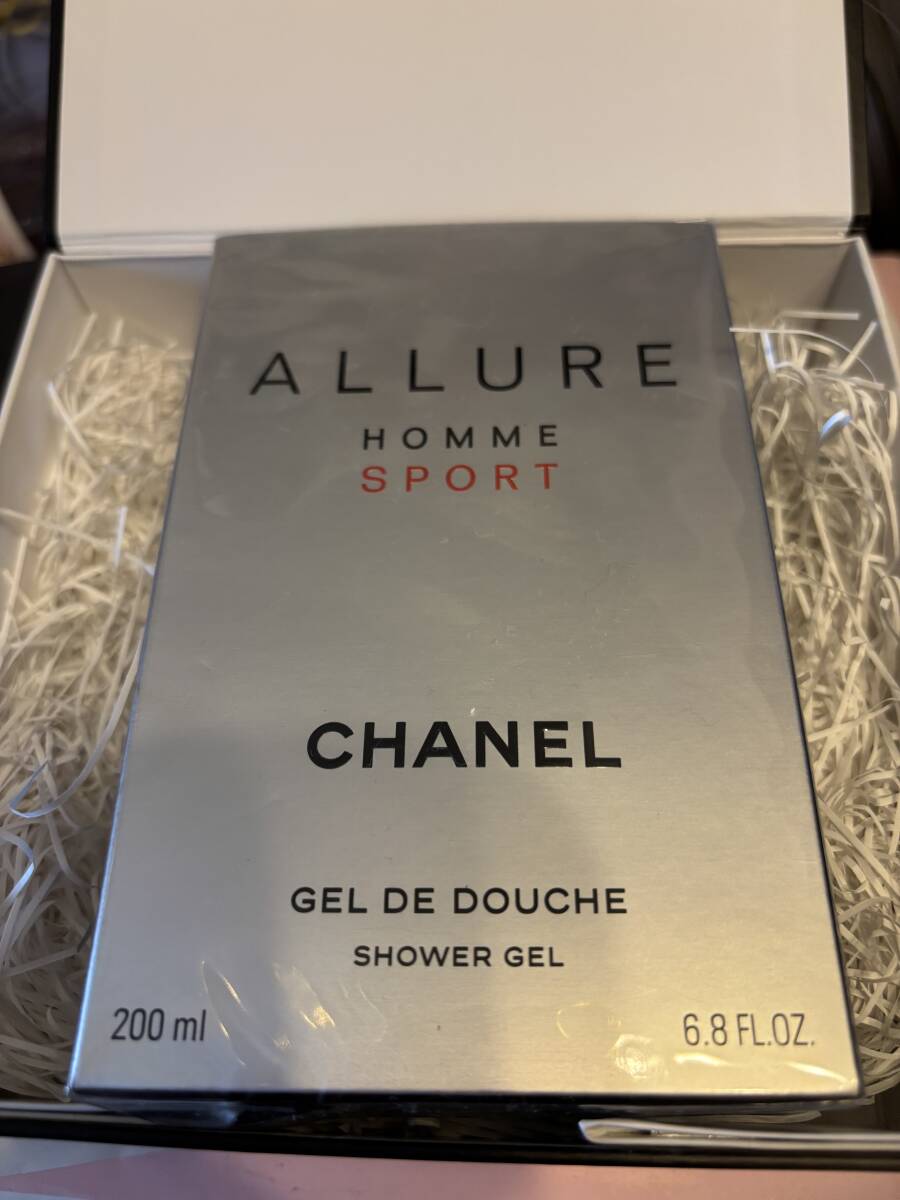 ALLURE
HOMME
SPORT
CHANEL
GEL DE DOUCHE
SHOWER GEL
200 ml 6.8 FL.OZ.